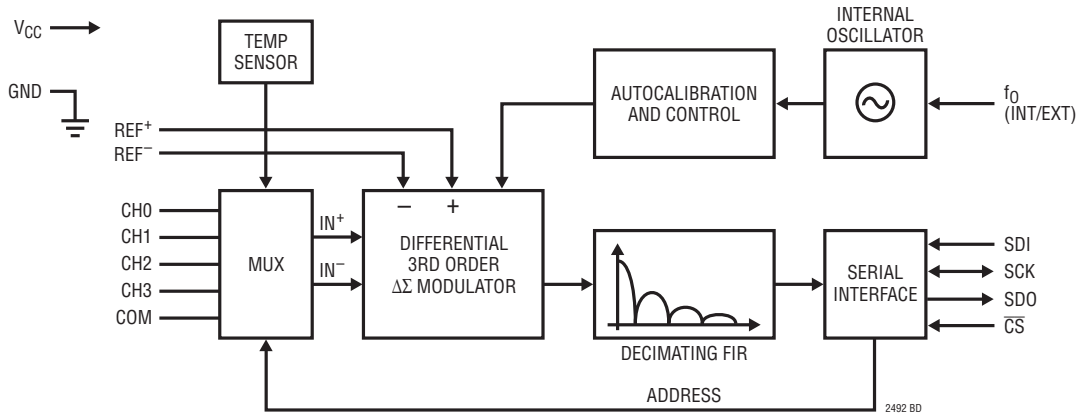 V_CC
GND
TEMP
SENSOR
INTERNAL
OSCILLATOR
AUTOCALIBRATION
AND CONTROL
f_O
(INT/EXT)
REF⁺
REF⁻
CH0
CH1
CH2
CH3
COM
MUX
IN⁺
IN⁻
− +
DIFFERENTIAL
3RD ORDER
ΔΣ MODULATOR
DECIMATING FIR
SERIAL
INTERFACE
SDI
SCK
SDO
C̅S̅
ADDRESS
2492 BD